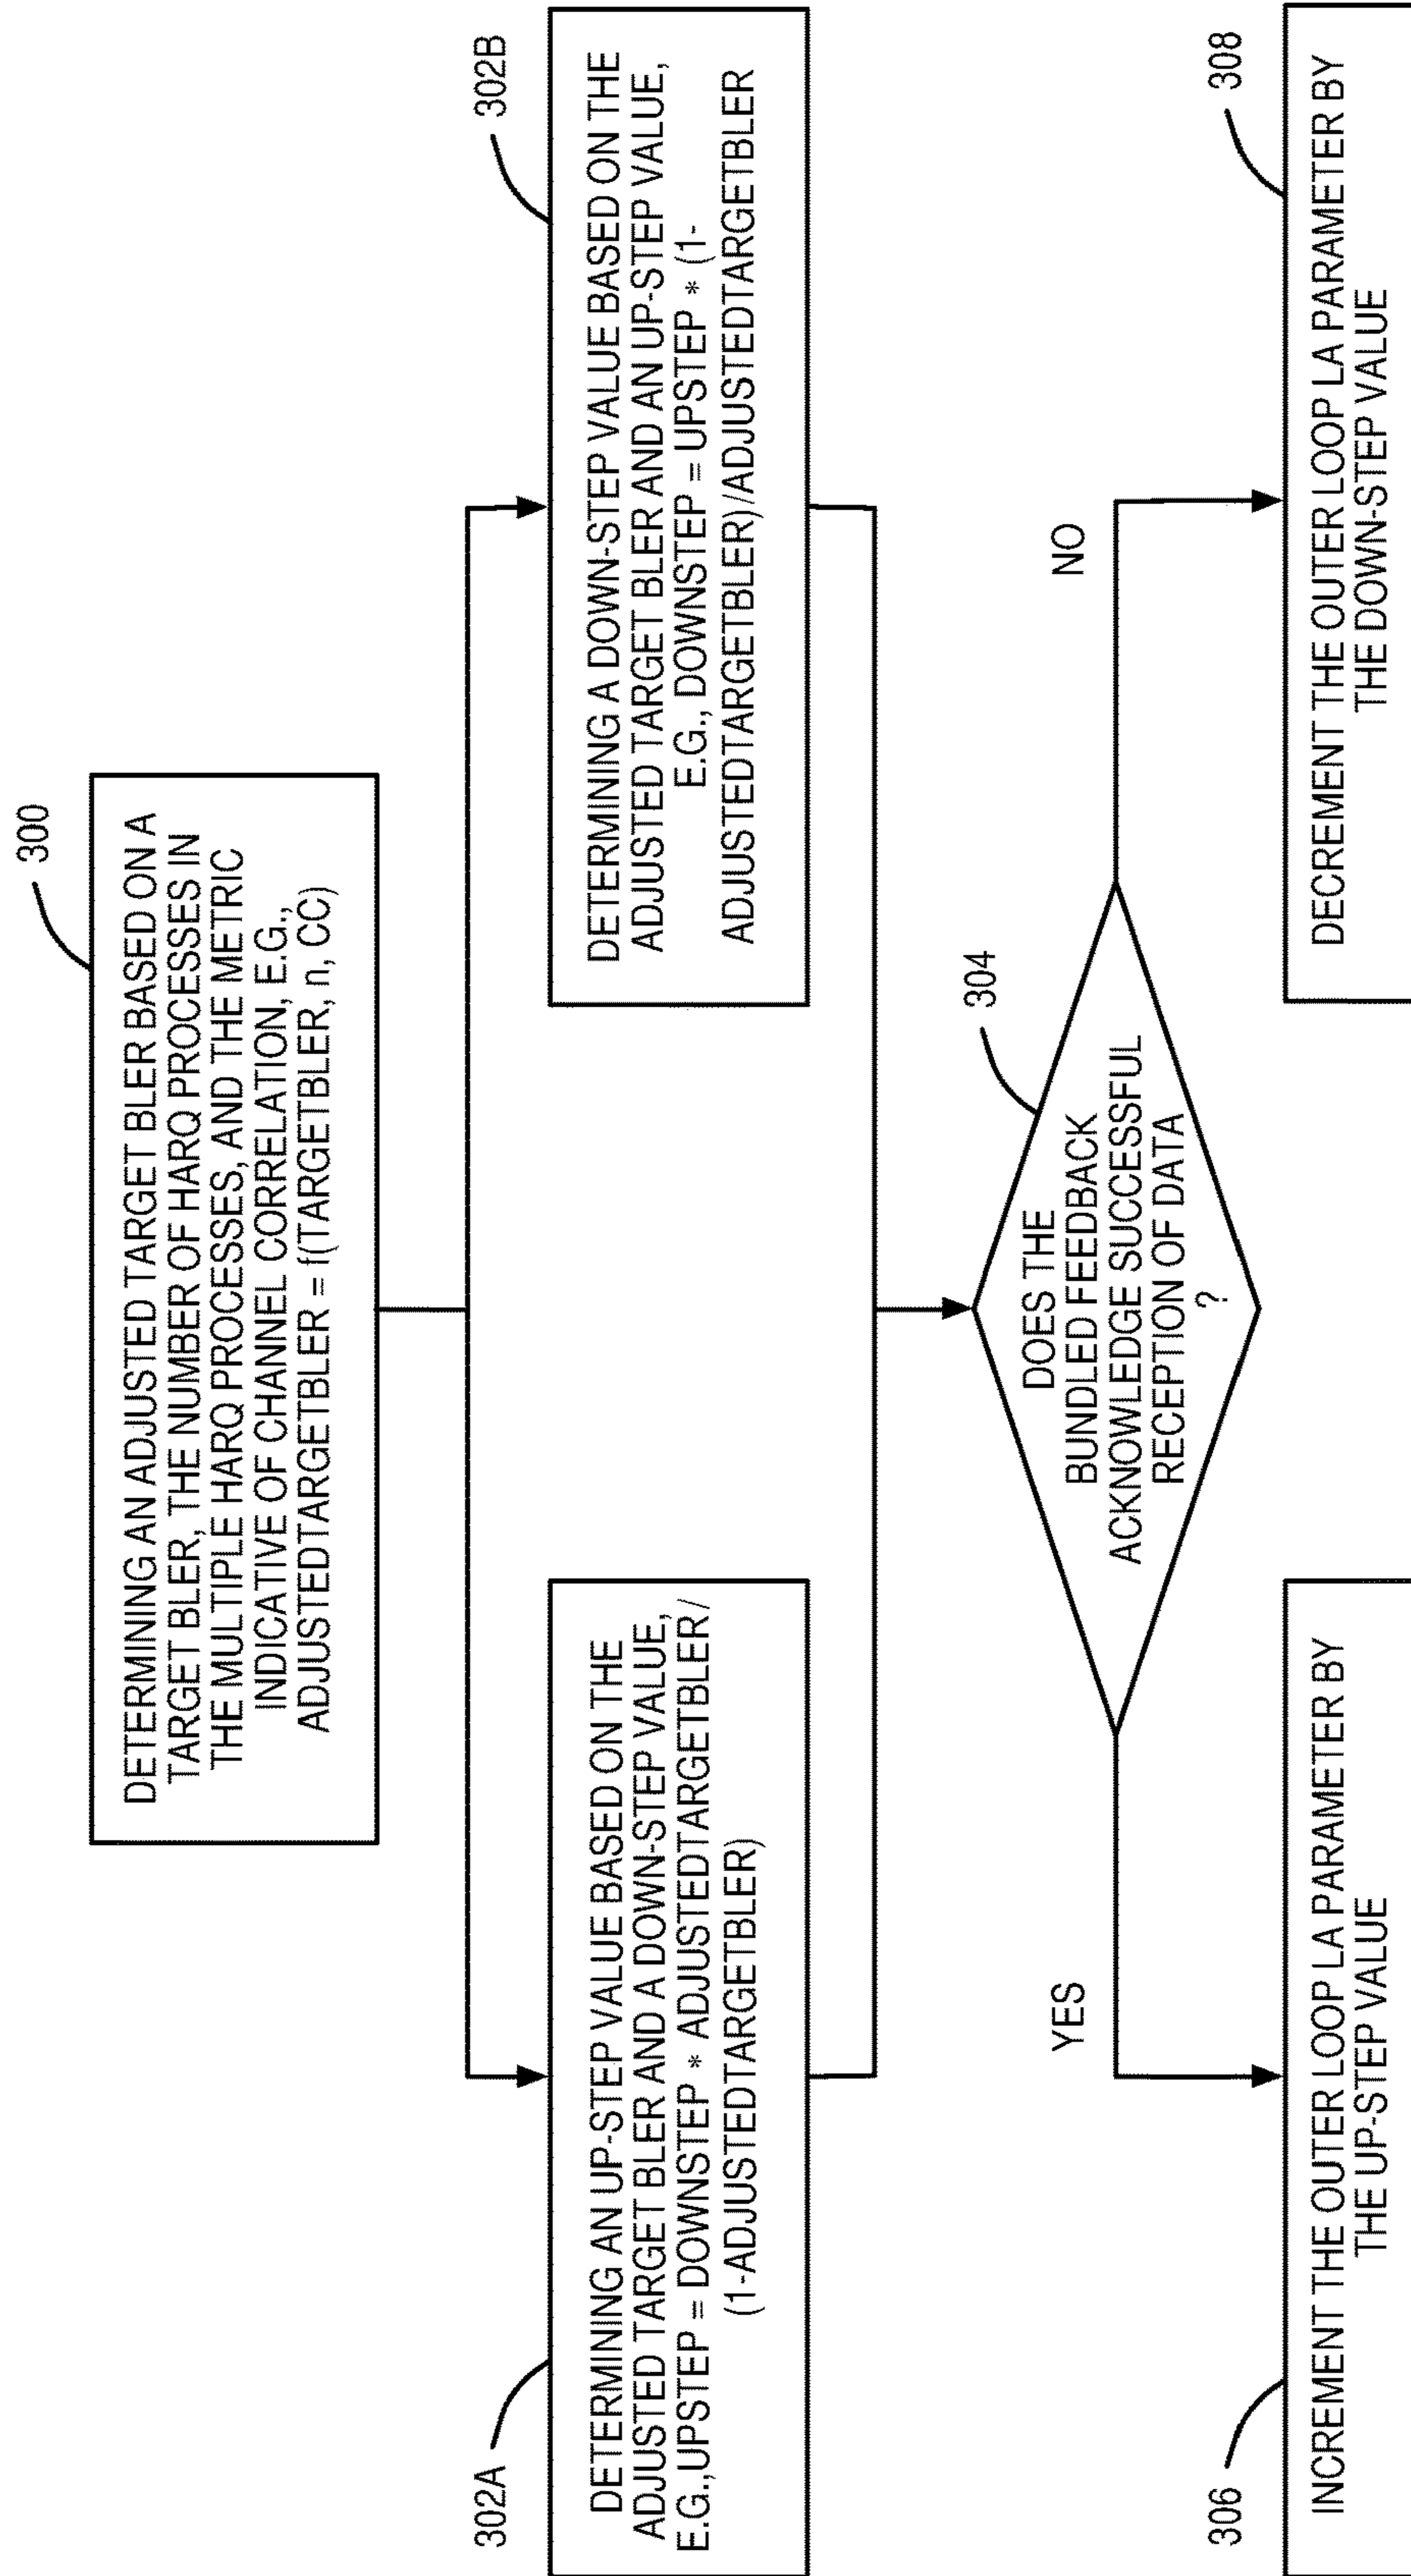 300
DETERMINING AN ADJUSTED TARGET BLER BASED ON A
TARGET BLER, THE NUMBER OF HARQ PROCESSES IN
THE MULTIPLE HARQ PROCESSES, AND THE METRIC
INDICATIVE OF CHANNEL CORRELATION, E.G.,
ADJUSTEDTARGETBLER = f(TARGETBLER, n, CC)
302A
DETERMINING AN UP-STEP VALUE BASED ON THE
ADJUSTED TARGET BLER AND A DOWN-STEP VALUE,
E.G.,UPSTEP = DOWNSTEP * ADJUSTEDTARGETBLER/
(1-ADJUSTEDTARGETBLER)
302B
DETERMINING A DOWN-STEP VALUE BASED ON THE
ADJUSTED TARGET BLER AND AN UP-STEP VALUE,
E.G., DOWNSTEP = UPSTEP * (1-
ADJUSTEDTARGETBLER)/ADJUSTEDTARGETBLER
304
DOES THE
BUNDLED FEEDBACK
ACKNOWLEDGE SUCCESSFUL
RECEPTION OF DATA
?
YES
NO
306
INCREMENT THE OUTER LOOP LA PARAMETER BY
THE UP-STEP VALUE
308
DECREMENT THE OUTER LOOP LA PARAMETER BY
THE DOWN-STEP VALUE